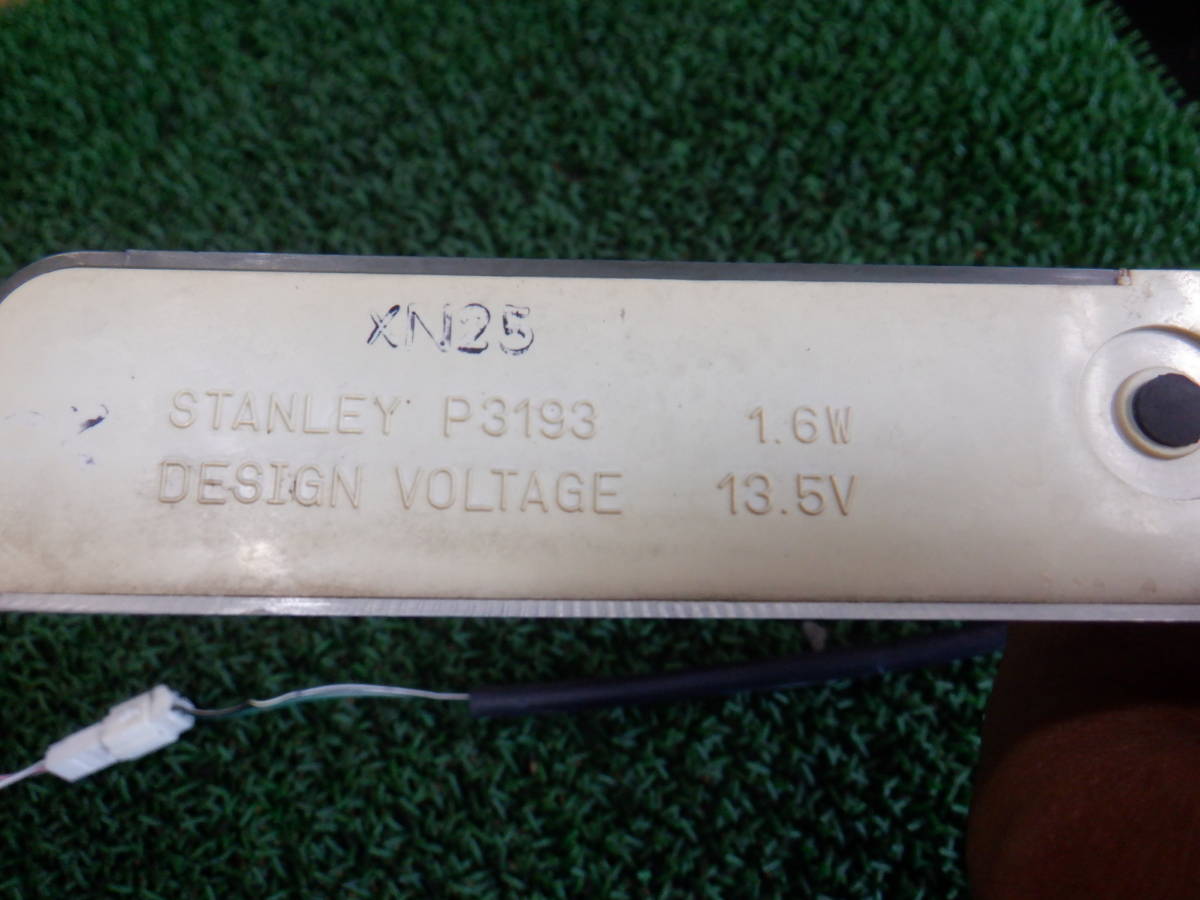 XN25
STANLEY P3193 1.6W
DESIGN VOLTAGE 13.5V